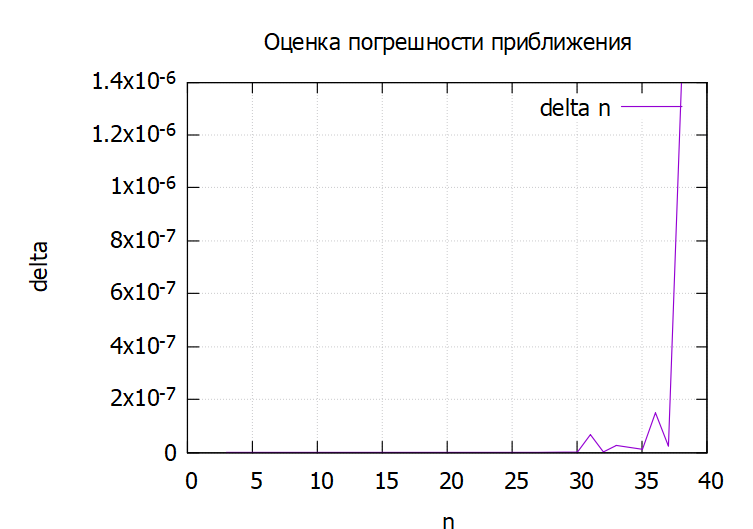 Оценка погрешности приближения
1.4x10-6
1.2x10-6
1x10-6
8x10-7
6x10-7
4x10-7
2x10-7
0
delta n
delta
0 5 10 15 20 25 30 35 40
n